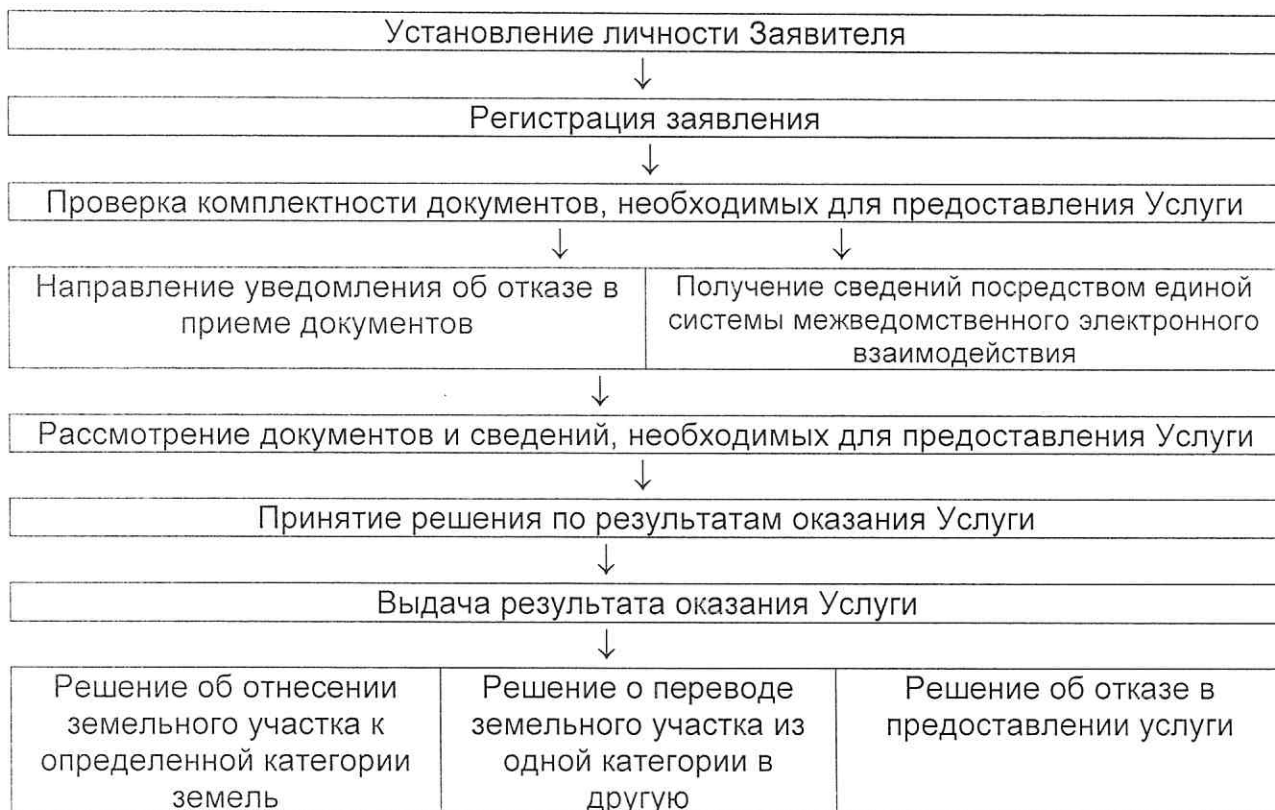 Установление личности Заявителя
Регистрация заявления
Проверка комплектности документов, необходимых для предоставления Услуги
Направление уведомления об отказе в
приеме документов
Получение сведений посредством единой
системы межведомственного электронного
взаимодействия
Рассмотрение документов и сведений, необходимых для предоставления Услуги
Принятие решения по результатам оказания Услуги
Выдача результата оказания Услуги
Решение об отнесении
земельного участка к
определенной категории
земель
Решение о переводе
земельного участка из
одной категории в
другую
Решение об отказе в
предоставлении услуги